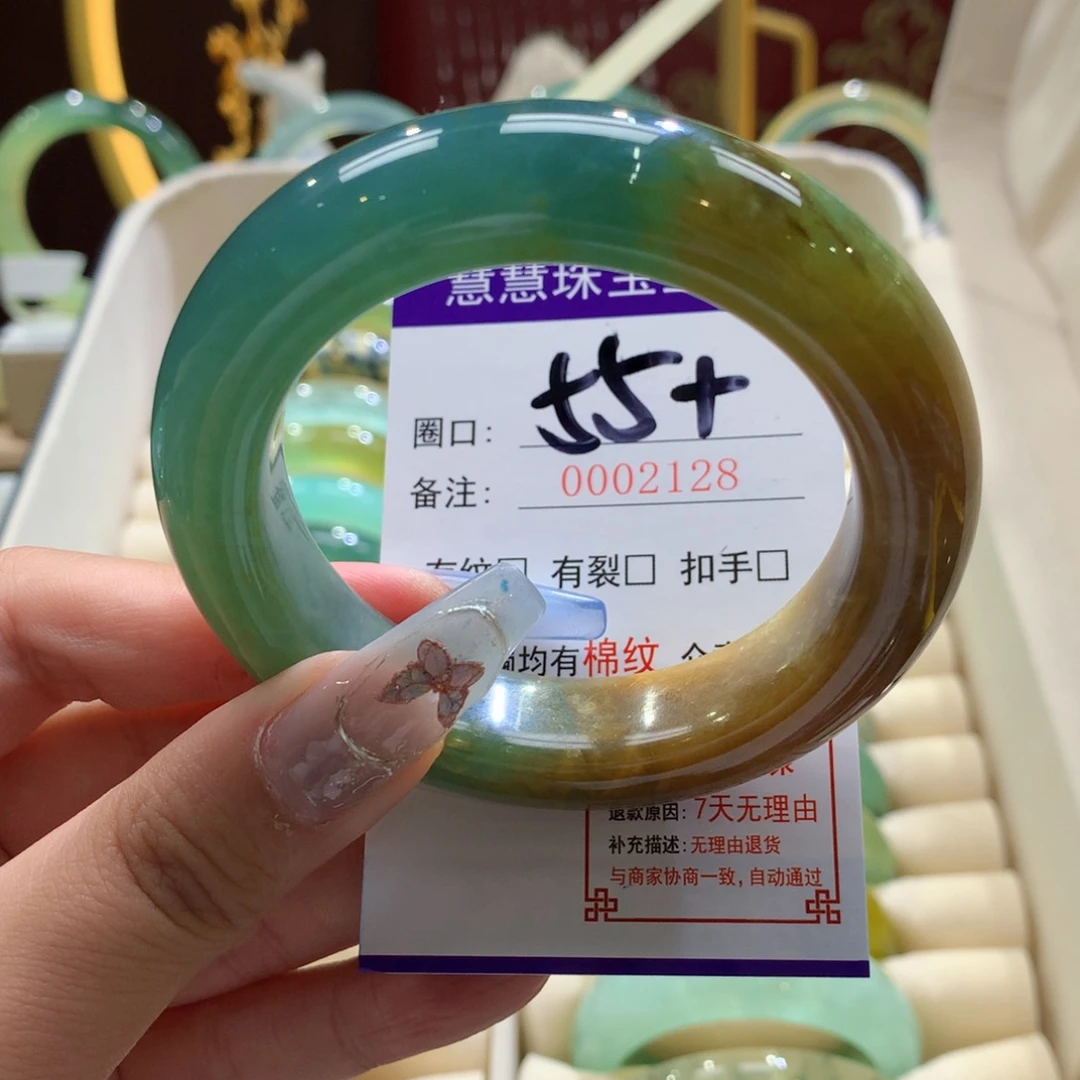 慧慧珠宝
圈口: 55+
备注: 0002128
有纹□ 有裂□ 扣手□
均有棉纹
退款原因: 7天无理由
补充描述: 无理由退货
与商家协商一致, 自动通过